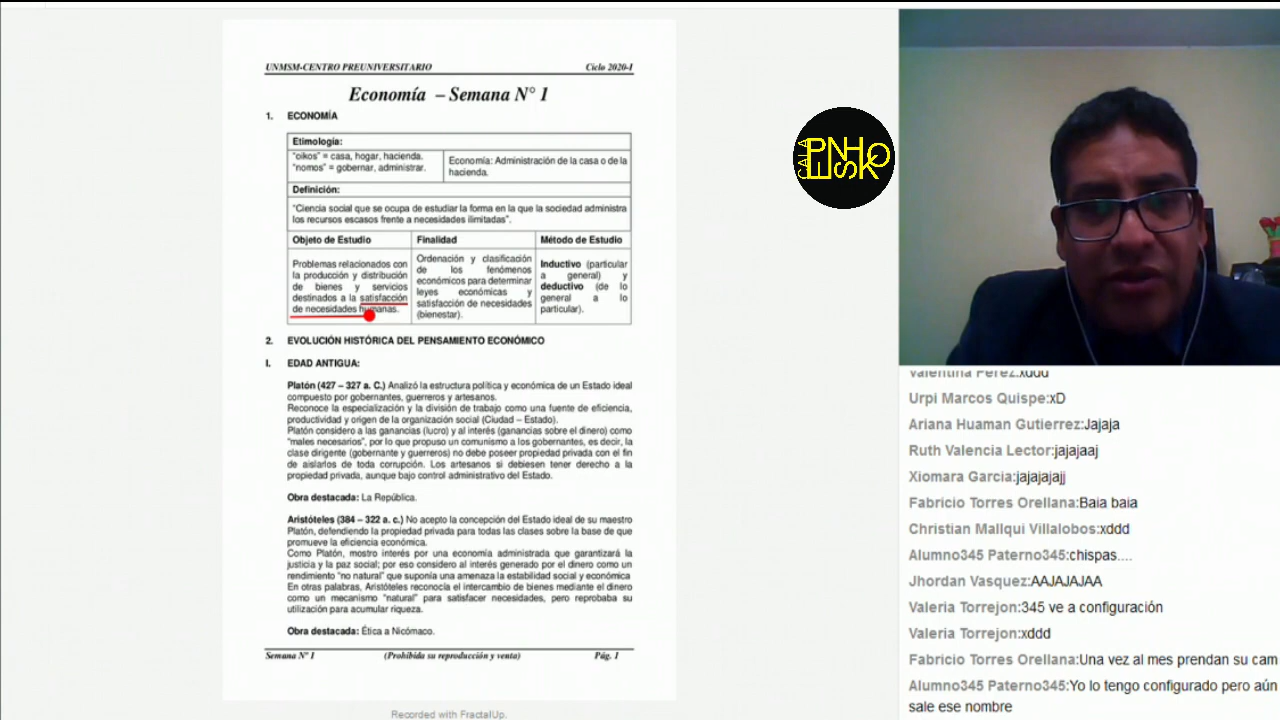 UNMSM-CENTRO PREUNIVERSITARIO Ciclo 2020-I
Economía – Semana N° 1
1. ECONOMÍA
Etimología:
"oikos" = casa, hogar, hacienda.
"nomos" = gobernar, administrar.
Economía: Administración de la casa o de la
hacienda.
Definición:
"Ciencia social que se ocupa de estudiar la forma en la que la sociedad administra
los recursos escasos frente a necesidades ilimitadas".
Objeto de Estudio
Problemas relacionados con
la producción y distribución
de bienes y servicios
destinados a la satisfacción
de necesidades humanas.
Finalidad
Ordenación y clasificación
de los fenómenos
económicos para determinar
leyes económicas y
satisfacción de necesidades
(bienestar).
Método de Estudio
Inductivo (particular
a general) y
deductivo (de lo
general a lo
particular).
2. EVOLUCIÓN HISTÓRICA DEL PENSAMIENTO ECONÓMICO
I. EDAD ANTIGUA:
Platón (427 – 327 a. C.) Analizó la estructura política y económica de un Estado ideal
compuesto por gobernantes, guerreros y artesanos.
Reconoce la especialización y la división de trabajo como una fuente de eficiencia,
productividad y origen de la organización social (Ciudad – Estado).
Platón considero a las ganancias (lucro) y al interés (ganancias sobre el dinero) como
"males necesarios", por lo que propuso un comunismo a los gobernantes, es decir, la
clase dirigente (gobernante y guerreros) no debe poseer propiedad privada con el fin
de aislarlos de toda corrupción. Los artesanos si debiesen tener derecho a la
propiedad privada, aunque bajo control administrativo del Estado.
Obra destacada: La República.
Aristóteles (384 – 322 a. c.) No acepto la concepción del Estado ideal de su maestro
Platón, defendiendo la propiedad privada para todas las clases sobre la base de que
promueve la eficiencia económica.
Como Platón, mostro interés por una economía administrada que garantizará la
justicia y la paz social; por eso considero al interés generado por el dinero como un
rendimiento "no natural" que suponía una amenaza la estabilidad social y económica
En otras palabras, Aristóteles reconocía el intercambio de bienes mediante el dinero
como un mecanismo "natural" para satisfacer necesidades, pero reprobaba su
utilización para acumular riqueza.
Obra destacada: Ética a Nicómaco.
Semana Nº 1 (Prohibida su reproducción y venta) Pág. 1
Recorded with FractalUp.
Valentina Perez:xddd
Urpi Marcos Quispe:xD
Ariana Huaman Gutierrez:Jajaja
Ruth Valencia Lector:jajajaaj
Xiomara Garcia:jajajajajj
Fabricio Torres Orellana:Baia baia
Christian Mallqui Villalobos:xddd
Alumno345 Paterno345:chispas....
Jhordan Vasquez:AAJAJAJAA
Valeria Torrejon:345 ve a configuración
Valeria Torrejon:xddd
Fabricio Torres Orellana:Una vez al mes prendan su cam
Alumno345 Paterno345:Yo lo tengo configurado pero aún
sale ese nombre